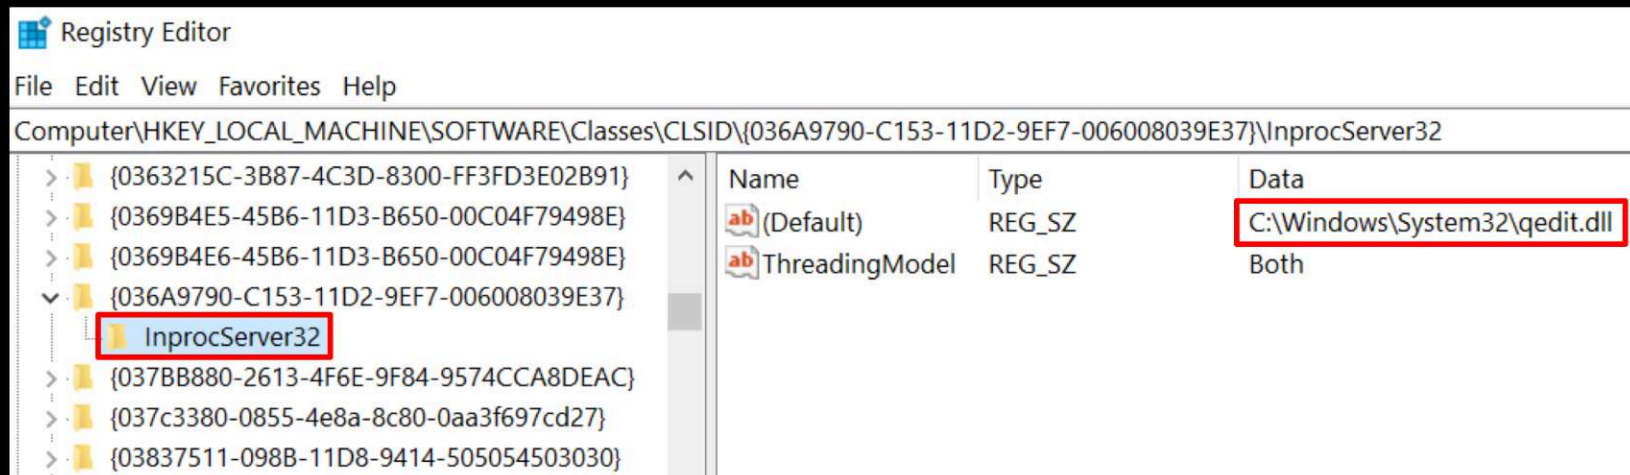 Registry Editor
File Edit View Favorites Help
Computer\HKEY_LOCAL_MACHINE\SOFTWARE\Classes\CLSID\{036A9790-C153-11D2-9EF7-006008039E37}\InprocServer32
{0363215C-3B87-4C3D-8300-FF3FD3E02B91}
{0369B4E5-45B6-11D3-B650-00C04F79498E}
{0369B4E6-45B6-11D3-B650-00C04F79498E}
{036A9790-C153-11D2-9EF7-006008039E37}
InprocServer32
{037BB880-2613-4F6E-9F84-9574CCA8DEAC}
{037c3380-0855-4e8a-8c80-0aa3f697cd27}
{03837511-098B-11D8-9414-505054503030}
Name Type Data
ab (Default) REG_SZ C:\Windows\System32\qedit.dll
ab ThreadingModel REG_SZ Both